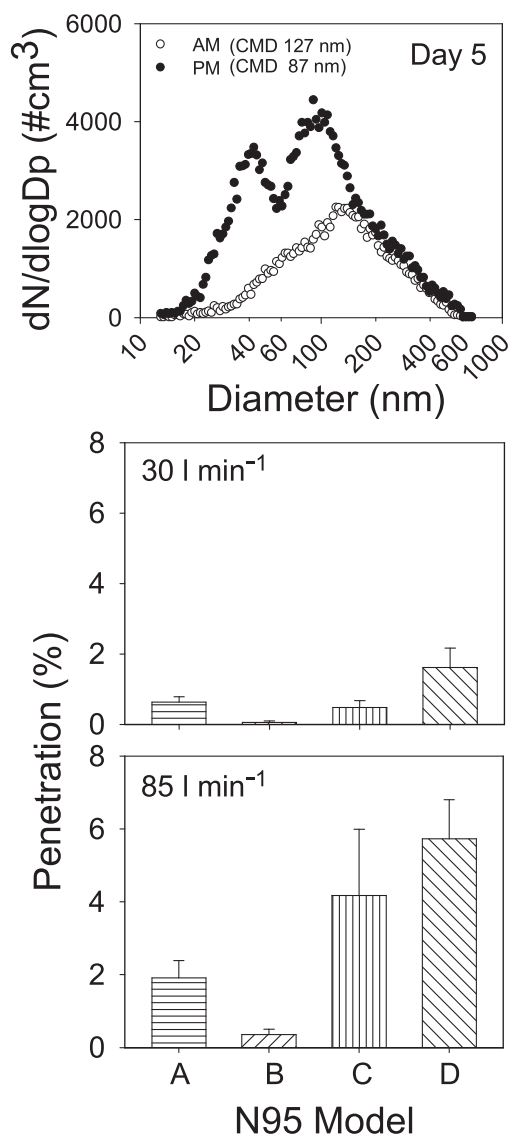 6000
4000
2000
0
dN/dlogDp (#cm³)
AM (CMD 127 nm)
PM (CMD 87 nm)
Day 5
10 20 40 60 100 200 400 600 1000
Diameter (nm)
Penetration (%)
8
6
4
2
0
30 l min⁻¹
8
6
4
2
0
85 l min⁻¹
A B C D
N95 Model